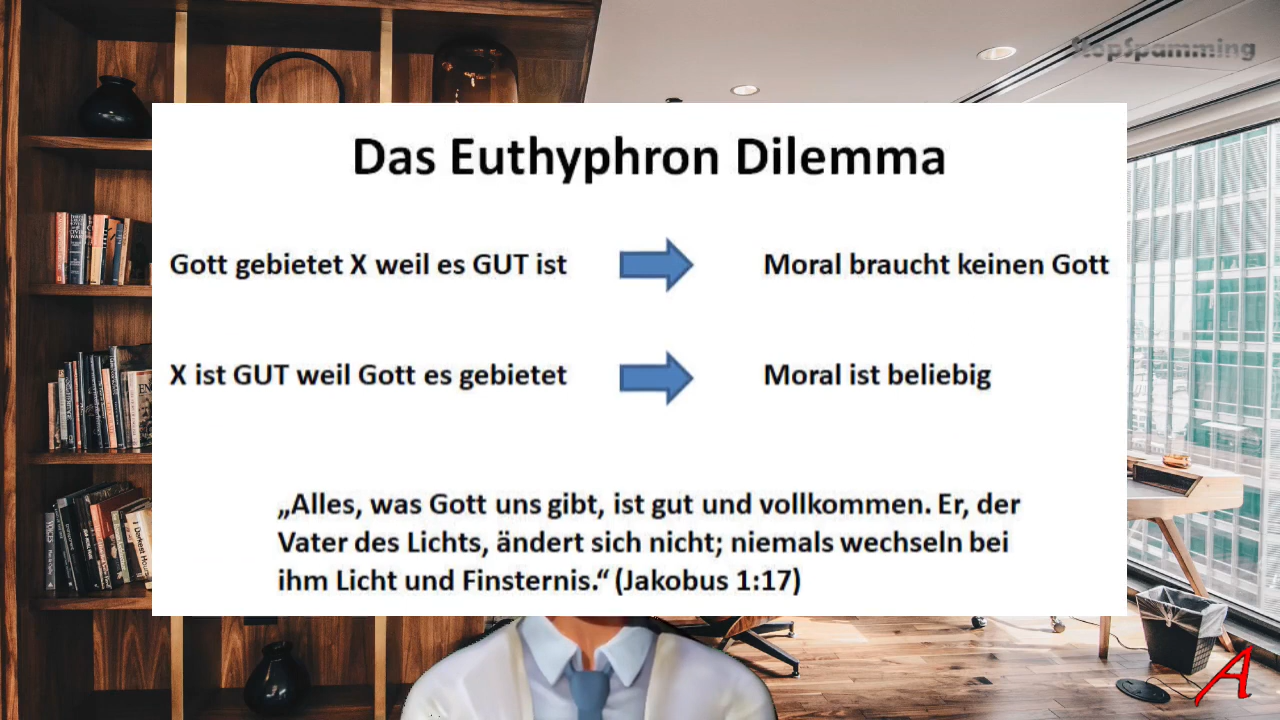 StopSpamming
Das Euthyphron Dilemma
Gott gebietet X weil es GUT ist
Moral braucht keinen Gott
X ist GUT weil Gott es gebietet
Moral ist beliebig
„Alles, was Gott uns gibt, ist gut und vollkommen. Er, der
Vater des Lichts, ändert sich nicht; niemals wechseln bei
ihm Licht und Finsternis.“ (Jakobus 1:17)
A